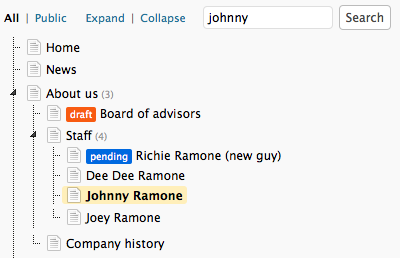 All | Public Expand | Collapse johnny Search
Home
News
About us (3)
draft Board of advisors
Staff (4)
pending Richie Ramone (new guy)
Dee Dee Ramone
Johnny Ramone
Joey Ramone
Company history